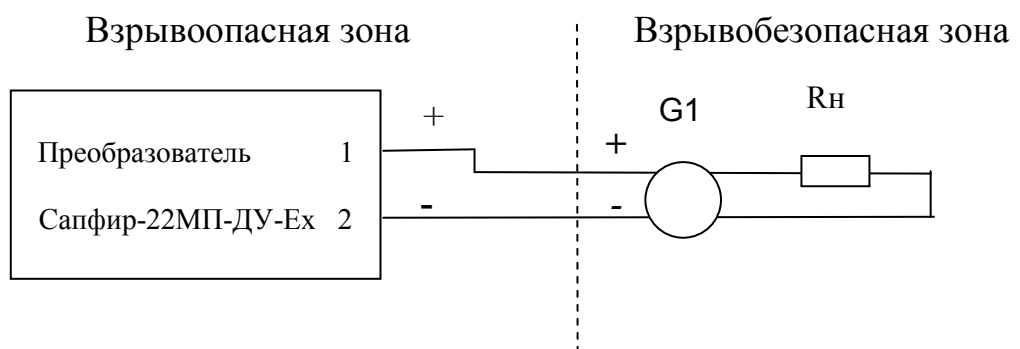 Взрывоопасная зона
Взрывобезопасная зона
G1
Rн
+
+
Преобразователь 1
Сапфир-22МП-ДУ-Ex 2
-
-